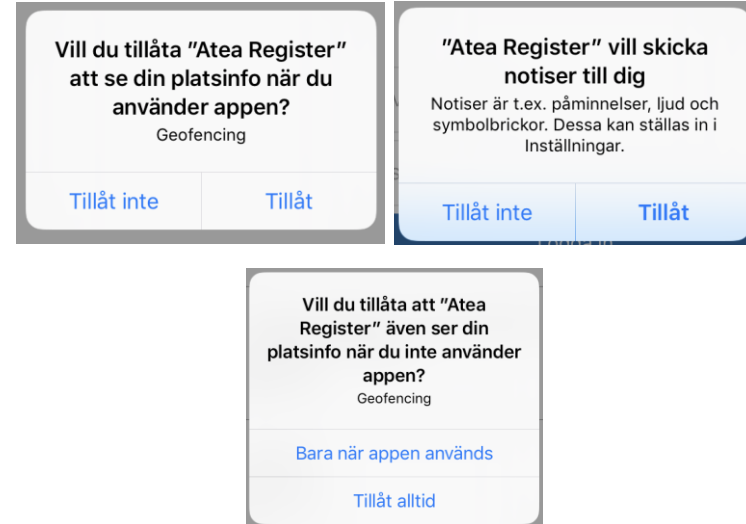 Vill du tillåta "Atea Register"
att se din platsinfo när du
använder appen?
Geofencing
Tillåt inte
Tillåt
"Atea Register" vill skicka
notiser till dig
Notiser är t.ex. påminnelser, ljud och
symbolbrickor. Dessa kan ställas in i
Inställningar.
Tillåt inte
Tillåt
Vill du tillåta att "Atea
Register" även ser din
platsinfo när du inte använder
appen?
Geofencing
Bara när appen används
Tillåt alltid